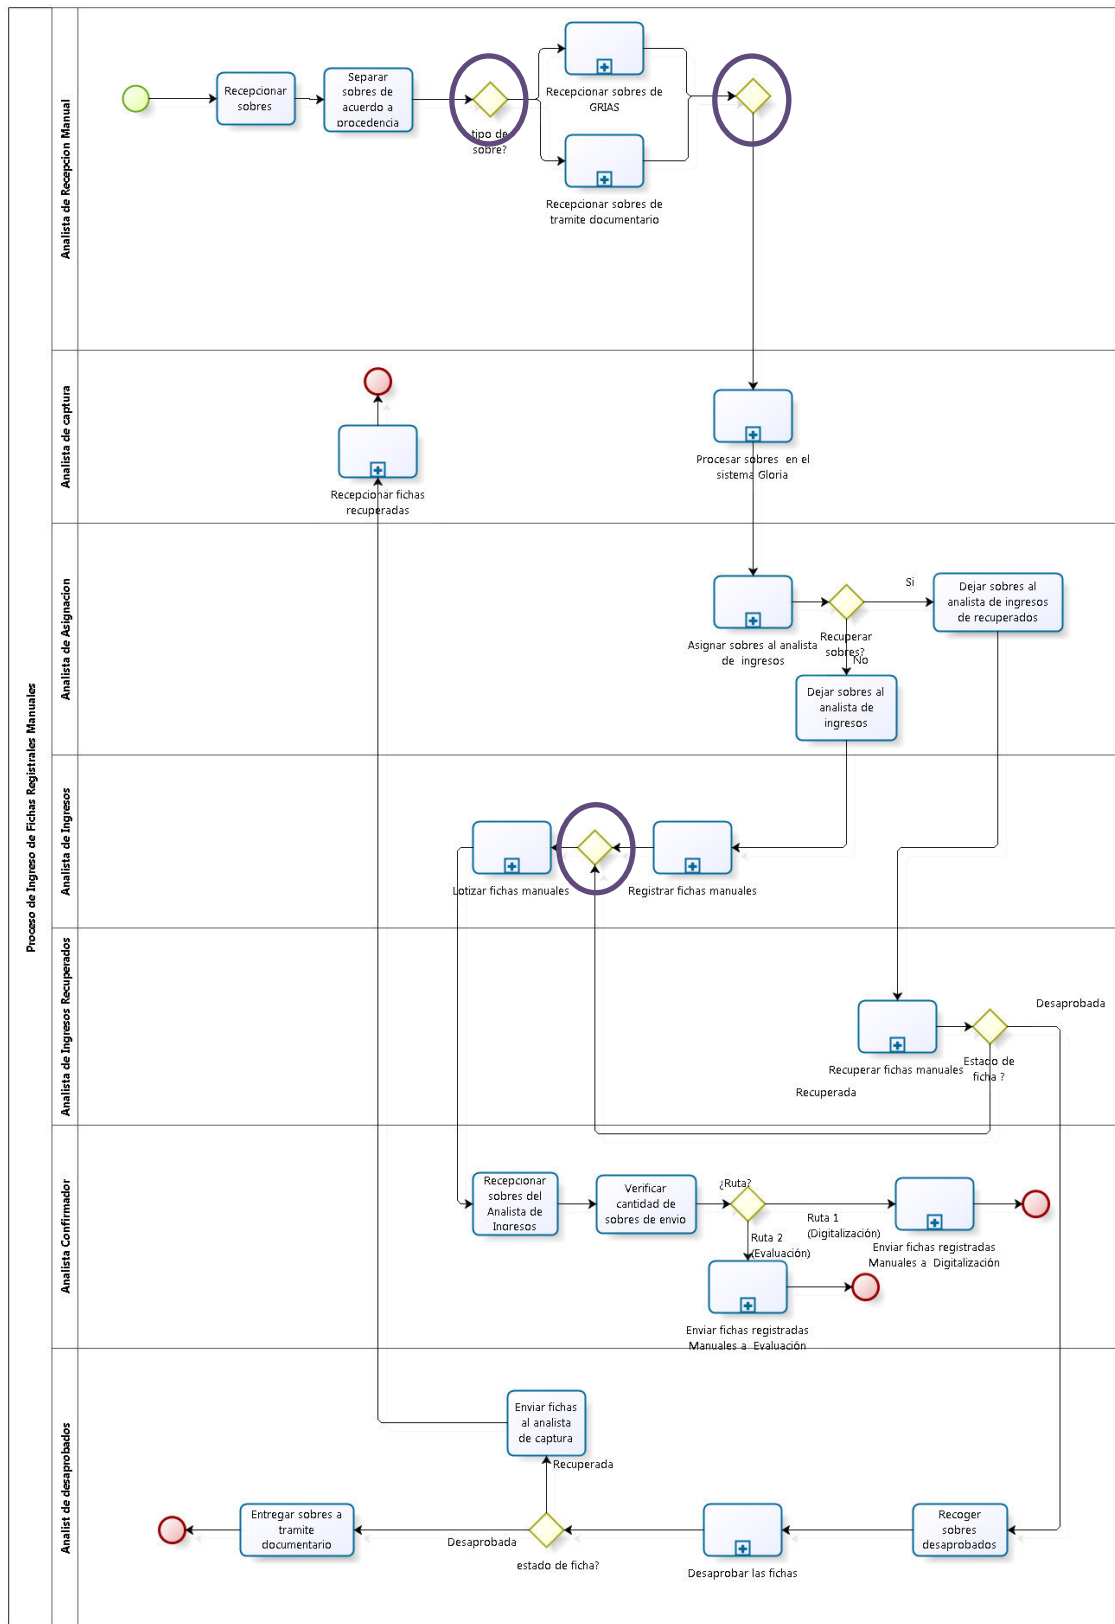 Proceso de Ingreso de Fichas Registrales Manuales
Analista de Recepcion Manual
Recepcionar
sobres
Separar
sobres de
acuerdo a
procedencia
tipo de
sobre?
Recepcionar sobres de
GRIAS
Recepcionar sobres de
tramite documentario
Analista de captura
Recepcionar fichas
recuperadas
Procesar sobres en el
sistema Gloria
Analista de Asignacion
Asignar sobres al analista
de ingresos
Recuperar
sobres?
Si
No
Dejar sobres al
analista de ingresos
de recuperados
Dejar sobres al
analista de
ingresos
Analista de Ingresos
Lotizar fichas manuales
Registrar fichas manuales
Analista de Ingresos Recuperados
Recuperar fichas manuales
Estado de
ficha ?
Desaprobada
Recuperada
Analista Confirmador
Recepcionar
sobres del
Analista de
Ingresos
Verificar
cantidad de
sobres de envio
¿Ruta?
Ruta 1
(Digitalización)
Ruta 2
(Evaluación)
Enviar fichas registradas
Manuales a Digitalización
Enviar fichas registradas
Manuales a Evaluación
Analist de desaprobados
Enviar fichas
al analista
de captura
Recuperada
Entregar sobres a
tramite
documentario
Desaprobada
estado de ficha?
Desaprobar las fichas
Recoger
sobres
desaprobados